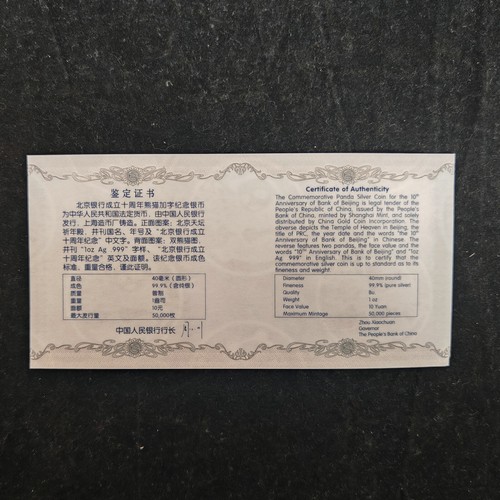 鉴定证书
北京银行成立十周年熊猫加字纪念银币
为中华人民共和国法定货币，由中国人民银行
发行，上海造币厂铸造。正面图案：北京天坛
祈年殿，并刊国名、年号及“北京银行成立
十周年纪念”中文字。背面图案：双熊猫图，
并刊“1oz Ag 999”字样、“北京银行成立
十周年纪念”英文及面额。该纪念银币成色
标准，重量合格，谨此证明。
直径 40毫米（圆形）
成色 99.9%（含纯银）
质量 普制
重量 1盎司
面额 10元
最大发行量 50,000枚
中国人民银行行长
Certificate of Authenticity
The Commemorative Panda Silver Coin for the 10th
Anniversary of Bank of Beijing is legal tender of the
People's Republic of China, issued by the People's
Bank of China, minted by Shanghai Mint, and solely
distributed by China Gold Coin Incorporation. The
obverse depicts the Temple of Heaven in Beijing, the
title of PRC, the year date and the words "the 10th
Anniversary of Bank of Beijing" in Chinese. The
reverse features two pandas, the face value and the
words "10th Anniversary of Bank of Beijing" and "1oz
Ag 999" in English. This is to certify that the
commemorative silver coin is up to standard as to its
fineness and weight.
Diameter 40mm (round)
Fineness 99.9% (pure silver)
Quality Bu.
Weight 1 oz
Face Value 10 Yuan
Maximum Mintage 50,000 pieces
Zhou Xiaochuan
Governor
The People's Bank of China